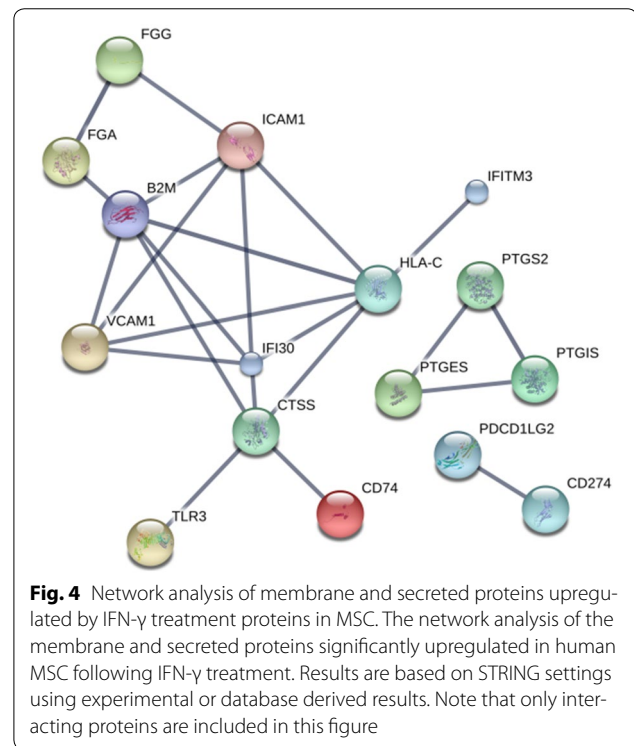 FGG
ICAM1
FGA
IFITM3
B2M
HLA-C
PTGS2
VCAM1
IFI30
PTGES
PTGIS
CTSS
PDCD1LG2
CD74
CD274
TLR3
Fig. 4 Network analysis of membrane and secreted proteins upregu-
lated by IFN-γ treatment proteins in MSC. The network analysis of the
membrane and secreted proteins significantly upregulated in human
MSC following IFN-γ treatment. Results are based on STRING settings
using experimental or database derived results. Note that only inter-
acting proteins are included in this figure